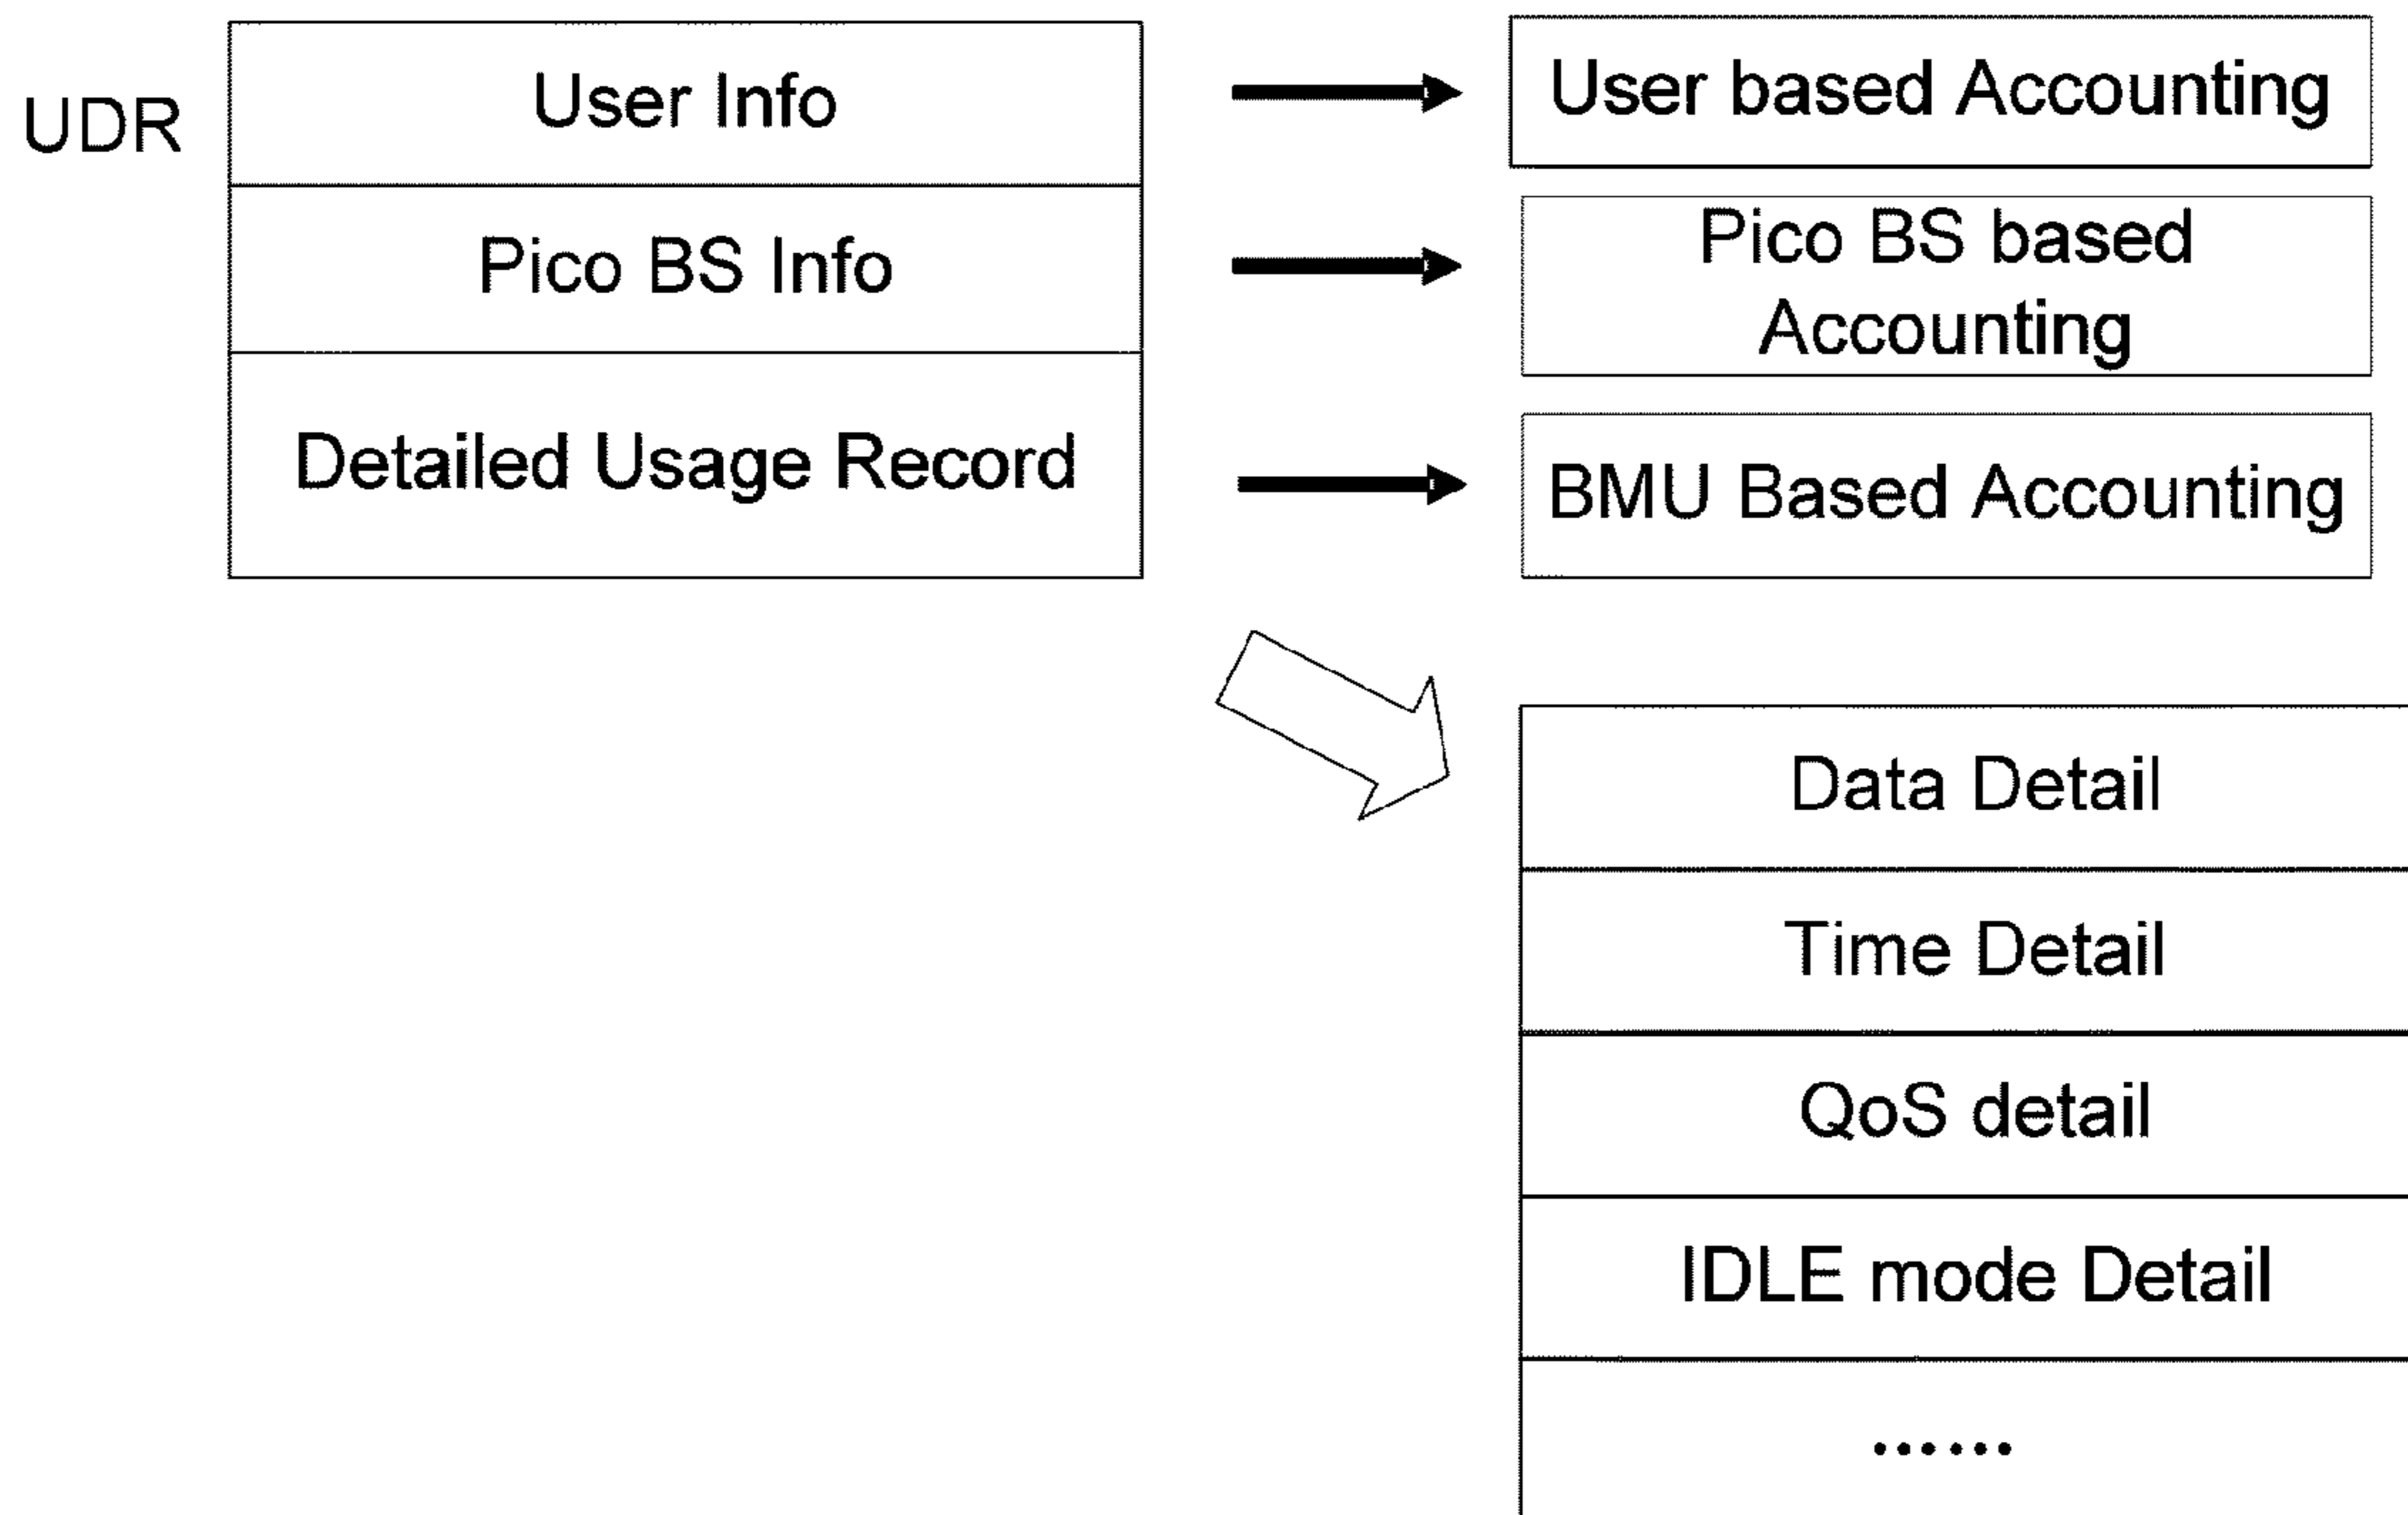 UDR
User Info
User based Accounting
Pico BS Info
Pico BS based
Accounting
Detailed Usage Record
BMU Based Accounting
Data Detail
Time Detail
QoS detail
IDLE mode Detail
......